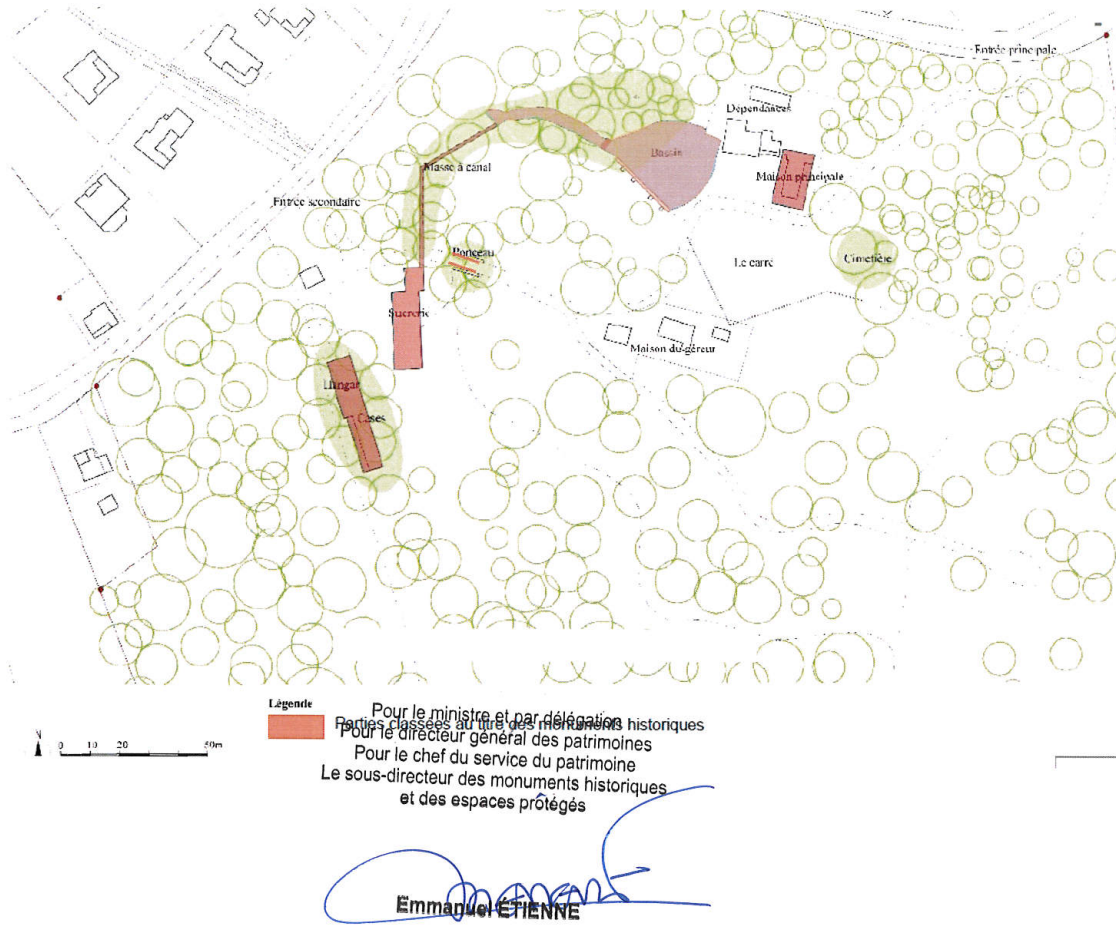 Entrée principale
Dépendances
Bassin
Masse à canal
Maison principale
Entrée secondaire
Ponceau
Le carré
Cimetière
Sucrerie
Maison du géreur
Hangar
Cases
Légende
Parties classées au titre des monuments historiques
Pour le ministre et par délégation
Pour le directeur général des patrimoines
Pour le chef du service du patrimoine
Le sous-directeur des monuments historiques
et des espaces protégés
N
0 10 20 50m
Emmanuel ÉTIENNE